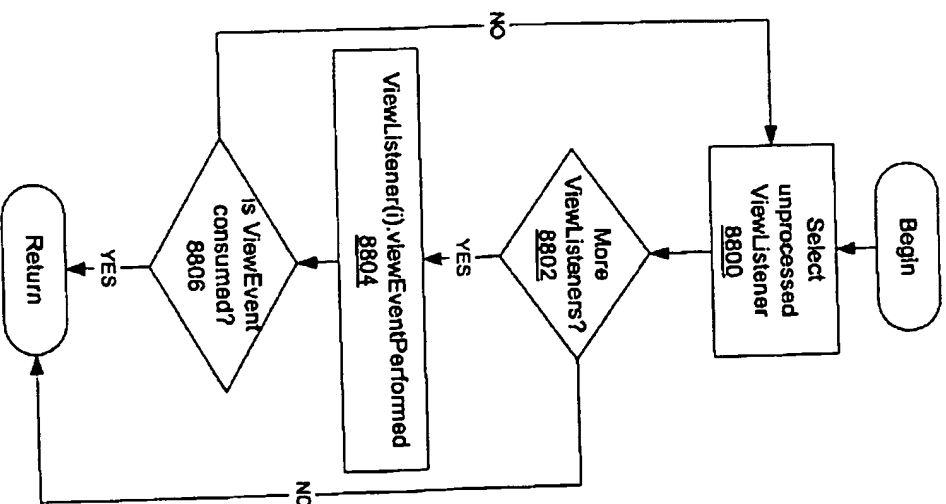 Begin
Select
unprocessed
ViewListener
8800
More
ViewListeners?
8802
YES
NO
ViewListener(i).viewEventPerformed
8804
is ViewEvent
consumed?
8806
NO
YES
Return